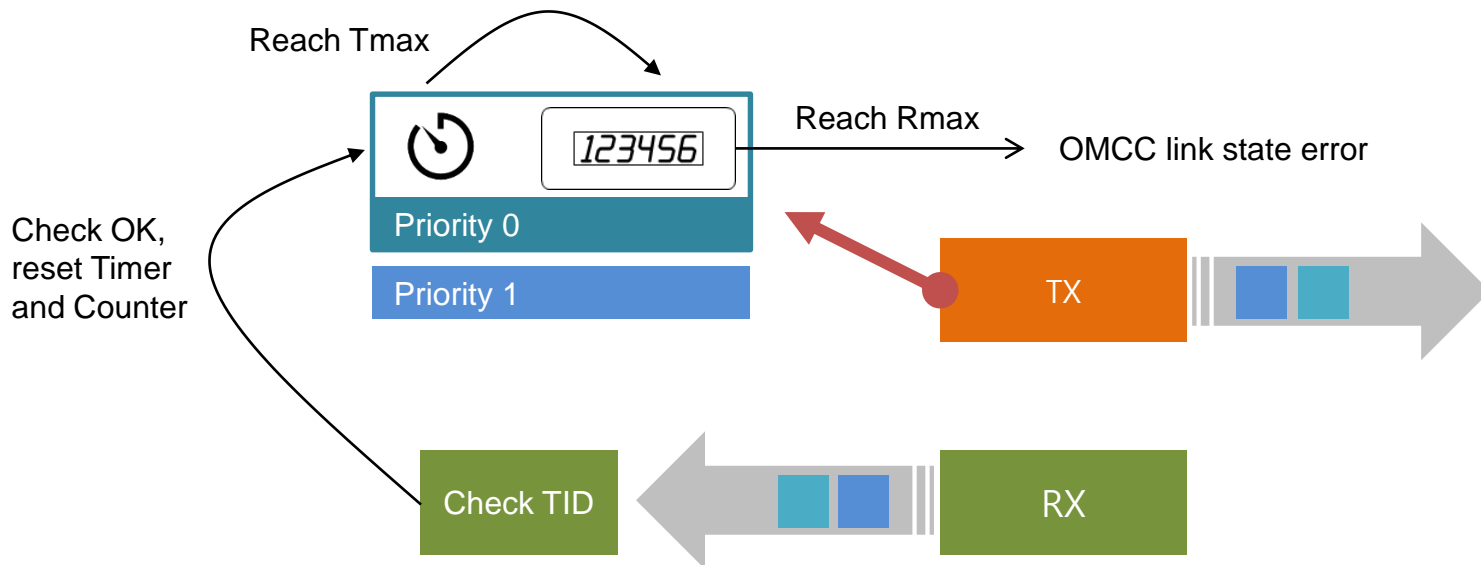 Reach Tmax
123456
Reach Rmax
OMCC link state error
Priority 0
Check OK,
reset Timer
and Counter
Priority 1
TX
Check TID
RX